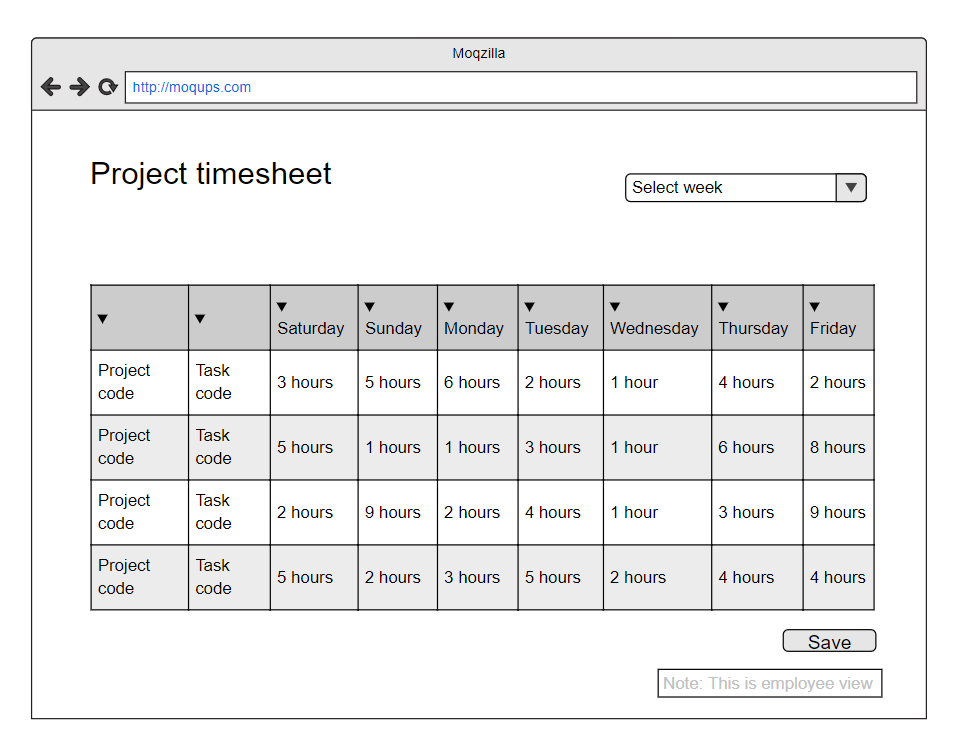 Moqzilla
http://moqups.com
Project timesheet
Select week
Saturday Sunday Monday Tuesday Wednesday Thursday Friday
Project code Task code 3 hours 5 hours 6 hours 2 hours 1 hour 4 hours 2 hours
Project code Task code 5 hours 1 hours 1 hours 3 hours 1 hour 6 hours 8 hours
Project code Task code 2 hours 9 hours 2 hours 4 hours 1 hour 3 hours 9 hours
Project code Task code 5 hours 2 hours 3 hours 5 hours 2 hours 4 hours 4 hours
Save
Note: This is employee view